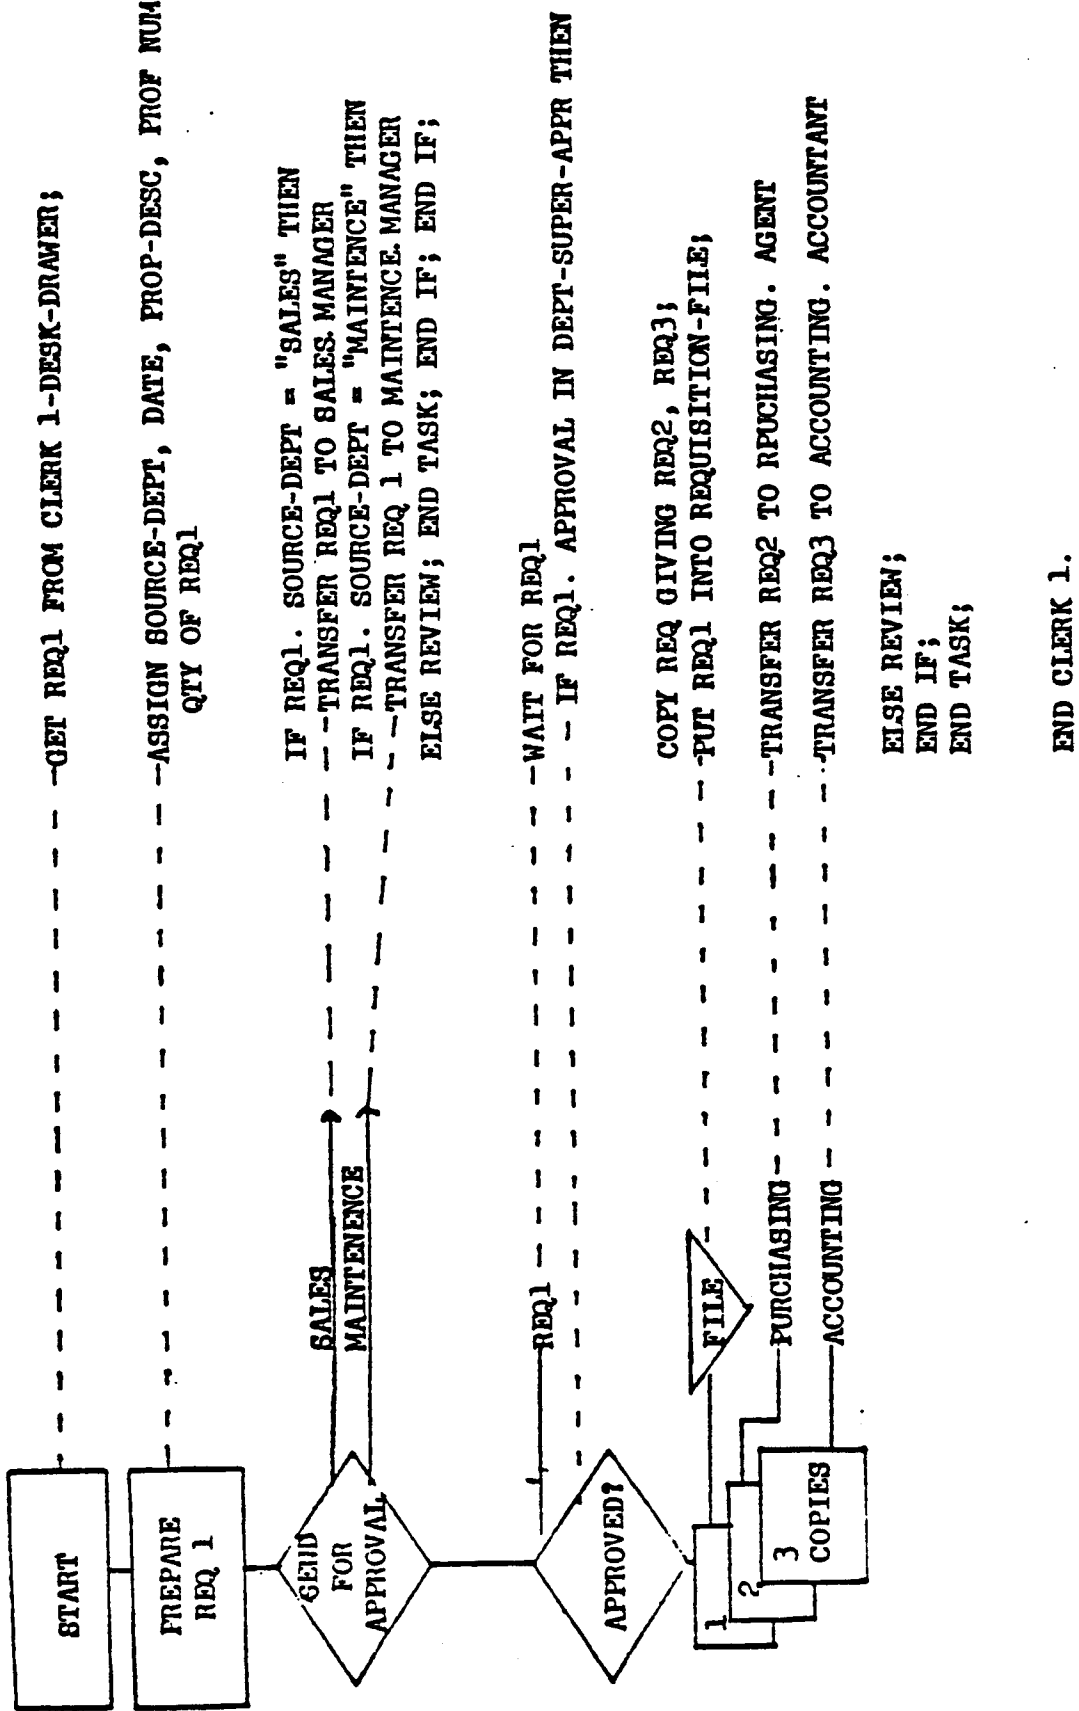 START
GET REQ1 FROM CLERK 1-DESK-DRAWER;
PREPARE
REQ 1
ASSIGN SOURCE-DEPT, DATE, PROP-DESC, PROF NUM
QTY OF REQ1
SEND
FOR
APPROVAL
SALES
MAINTENENCE
IF REQ1. SOURCE-DEPT = "SALES" THEN
TRANSFER REQ1 TO SALES. MANAGER
IF REQ1. SOURCE-DEPT = "MAINTENCE" THEN
TRANSFER REQ 1 TO MAINTENCE. MANAGER
ELSE REVIEW; END TASK; END IF; END IF;
REQ1
WAIT FOR REQ1
APPROVED?
IF REQ1. APPROVAL IN DEPT-SUPER-APPR THEN
COPY REQ GIVING REQ2, REQ3;
FILE
PUT REQ1 INTO REQUISITION-FILE;
1
2
3
COPIES
PURCHASING
TRANSFER REQ2 TO RPUCHASING. AGENT
ACCOUNTING
TRANSFER REQ3 TO ACCOUNTING. ACCOUNTANT
ELSE REVIEW;
END IF;
END TASK;
END CLERK 1.